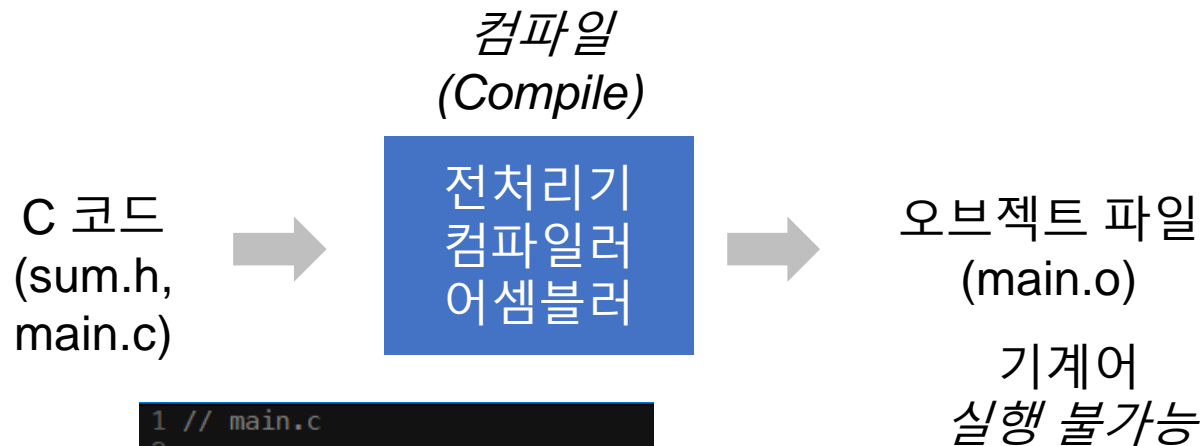 컴파일
(Compile)
전처리기
컴파일러
어셈블러
C 코드
(sum.h,
main.c)
오브젝트 파일
(main.o)
기계어
실행 불가능
1 // main.c